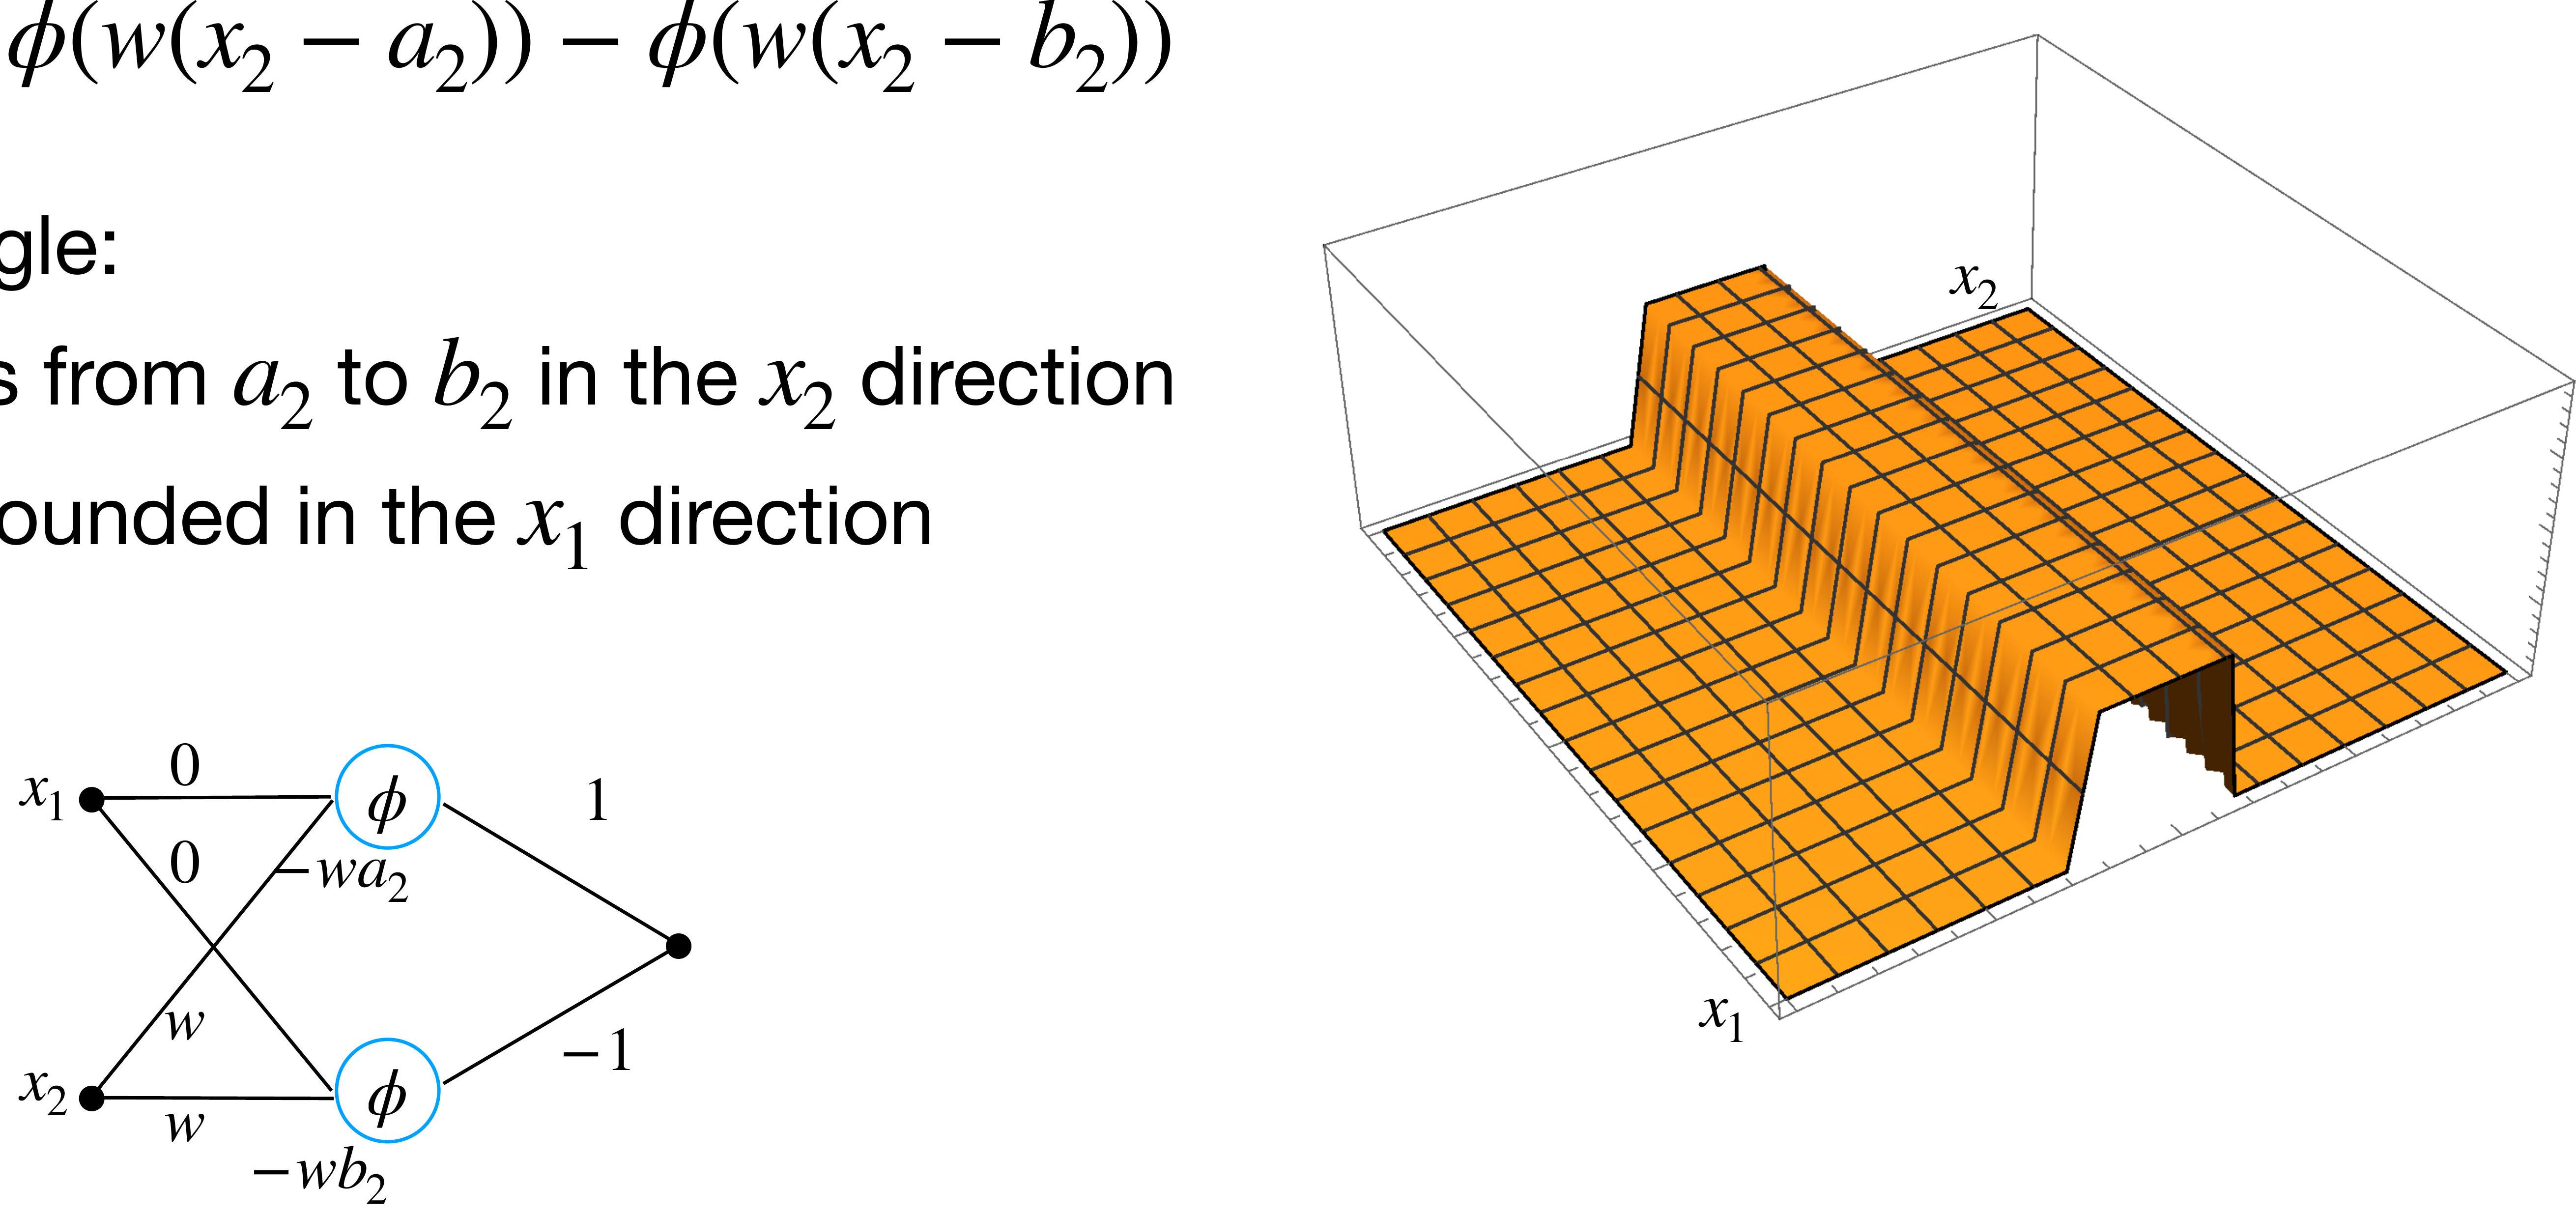 ϕ(w(x₂ − a₂)) − ϕ(w(x₂ − b₂))
gle:
s from a₂ to b₂ in the x₂ direction
ounded in the x₁ direction
x₂
x₁
x₁
0
ϕ
1
0
−wa₂
w
−1
x₂
w
ϕ
−wb₂